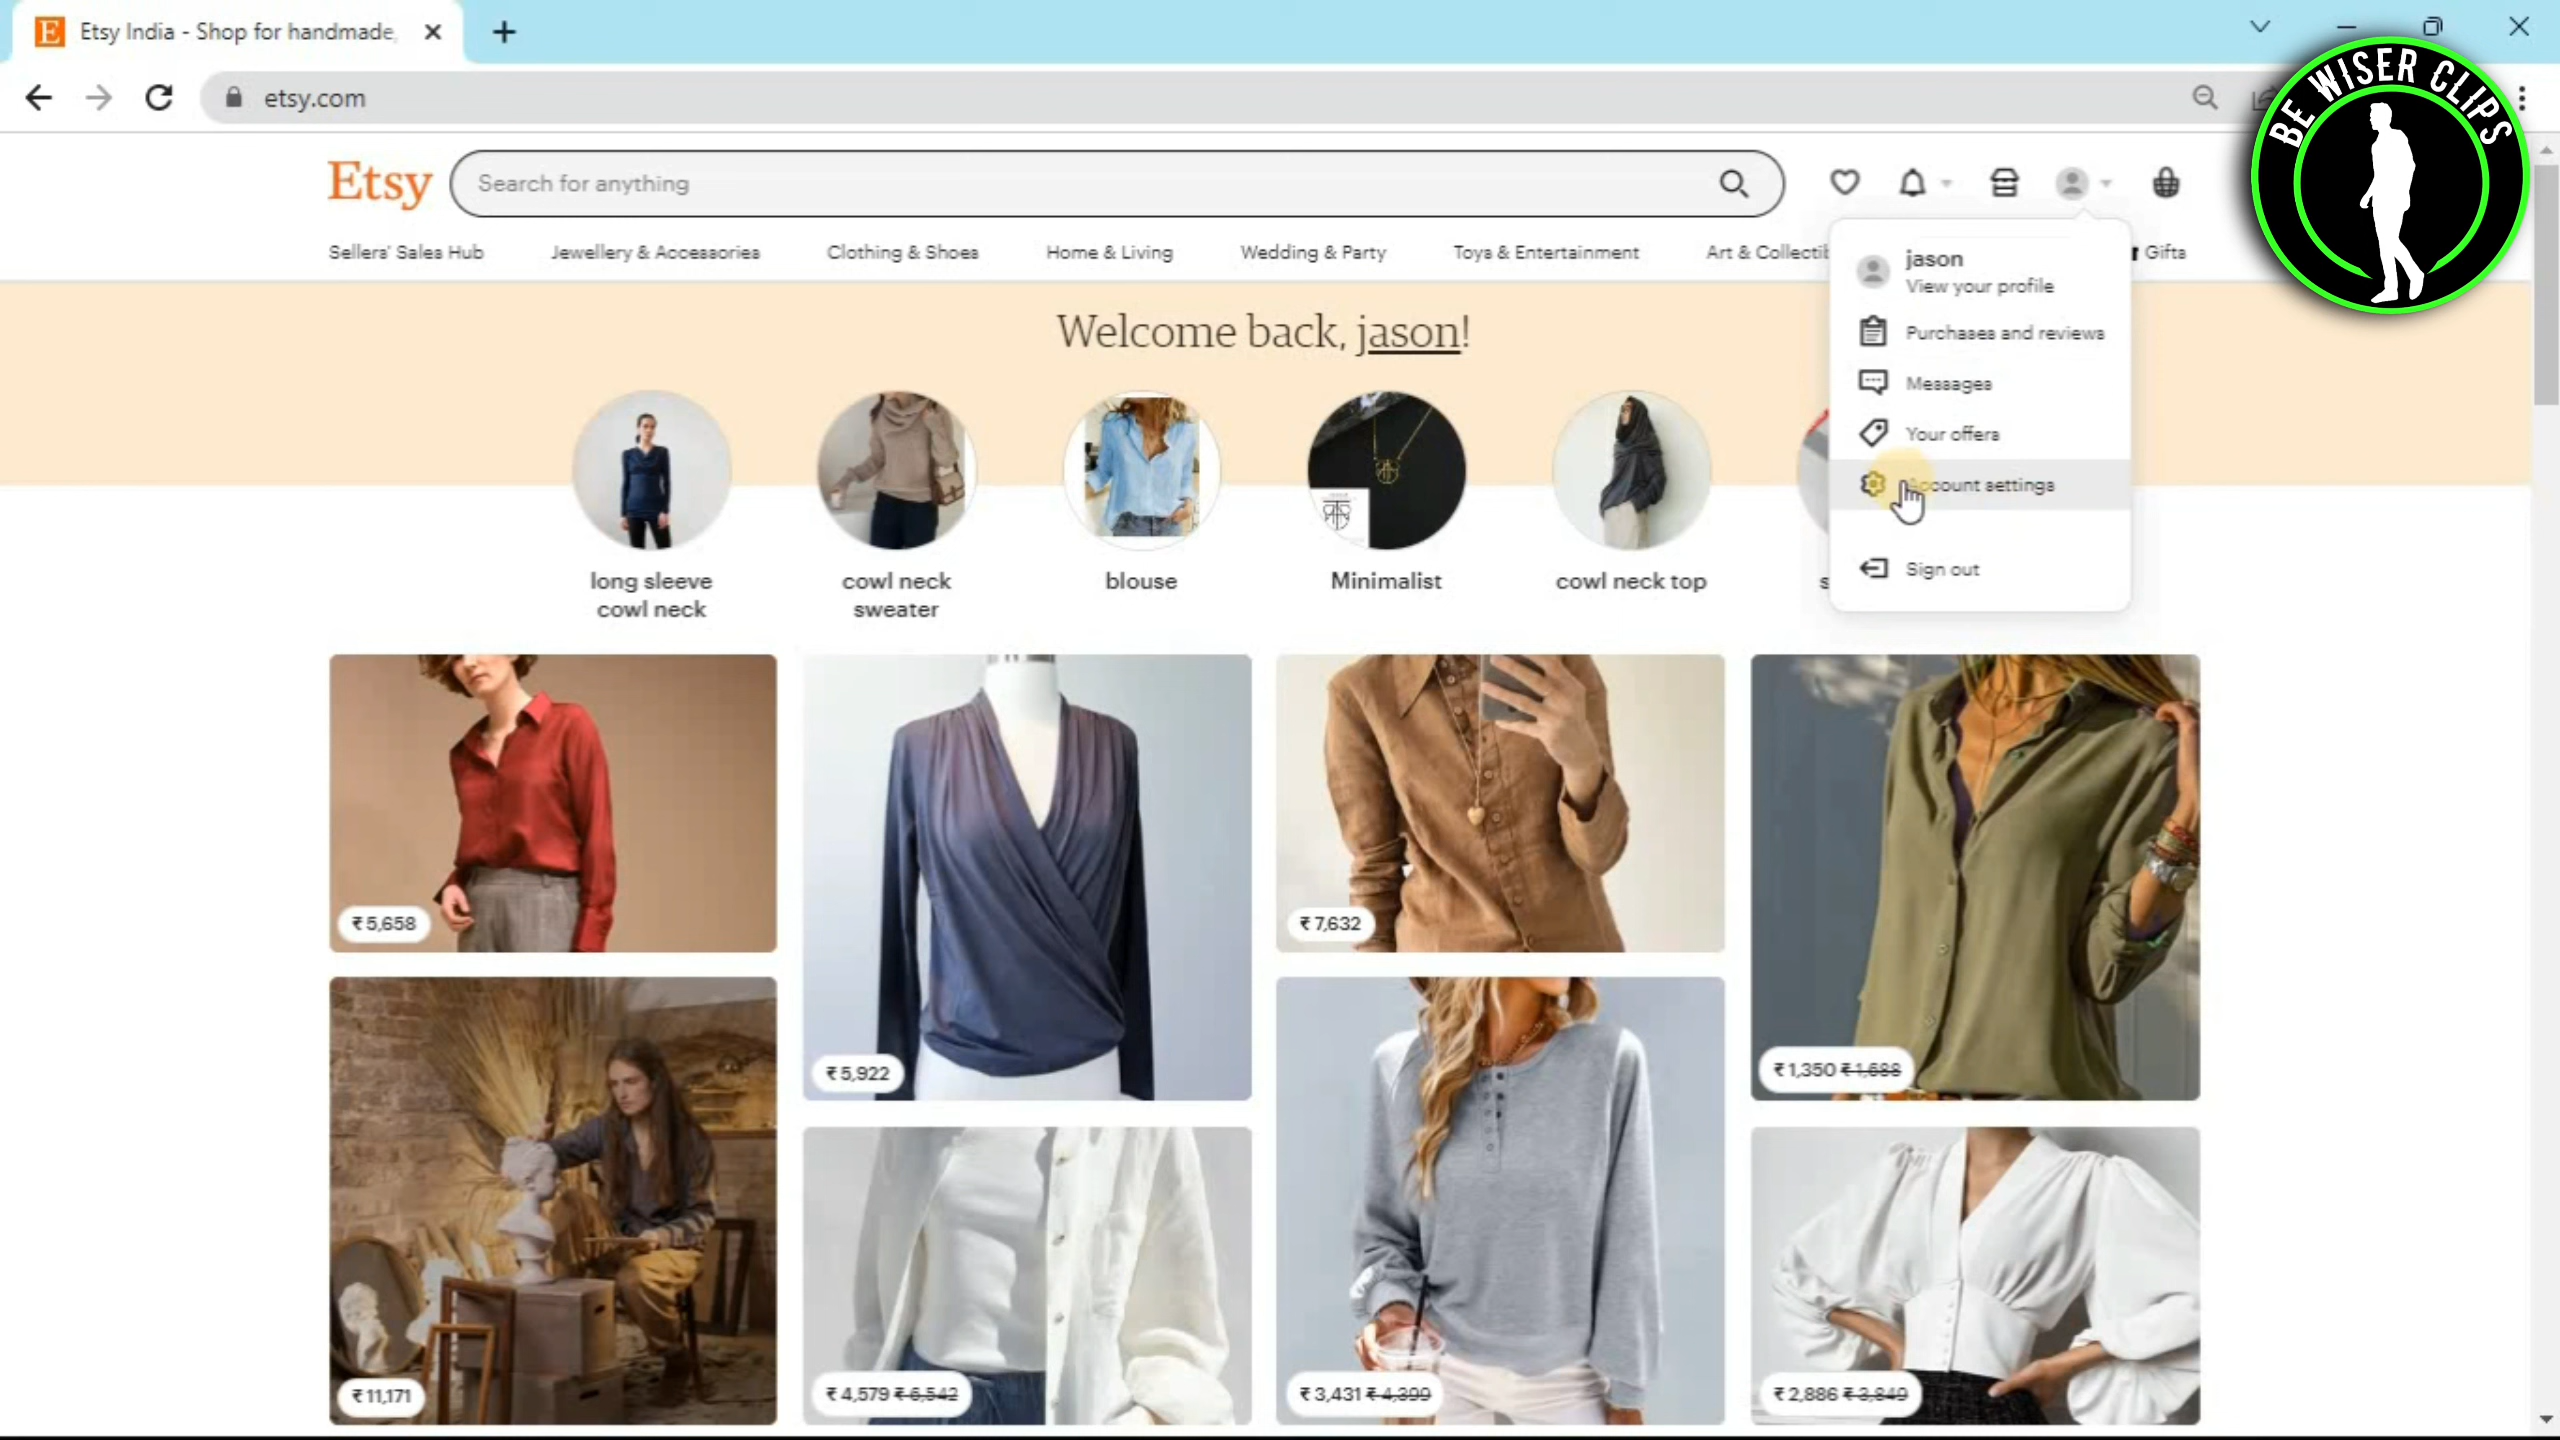 Etsy India - Shop for handmade,
etsy.com
BE WISER CLIPS
Etsy
Search for anything
Sellers' Sales Hub
Jewellery & Accessories
Clothing & Shoes
Home & Living
Wedding & Party
Toys & Entertainment
Art & Collectib
Gifts
jason
View your profile
Purchases and reviews
Messages
Your offers
Account settings
Sign out
Welcome back, jason!
long sleeve
cowl neck
cowl neck
sweater
blouse
Minimalist
cowl neck top
s
₹ 5,658
₹ 5,922
₹ 7,632
₹ 1,350 ₹ 1,688
₹ 11,171
₹ 4,579 ₹ 6,542
₹ 3,431 ₹ 4,399
₹ 2,886 ₹ 3,849